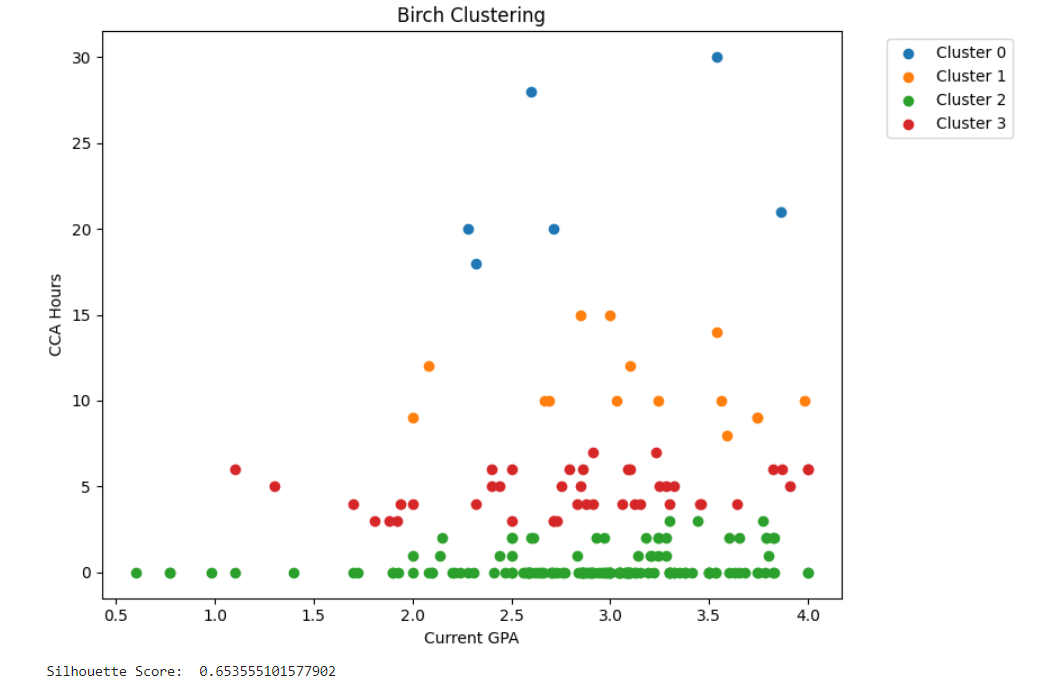 Birch Clustering
Cluster 0
Cluster 1
Cluster 2
Cluster 3
30
25
20
15
10
5
0
CCA Hours
0.5 1.0 1.5 2.0 2.5 3.0 3.5 4.0
Current GPA
Silhouette Score: 0.653555101577902